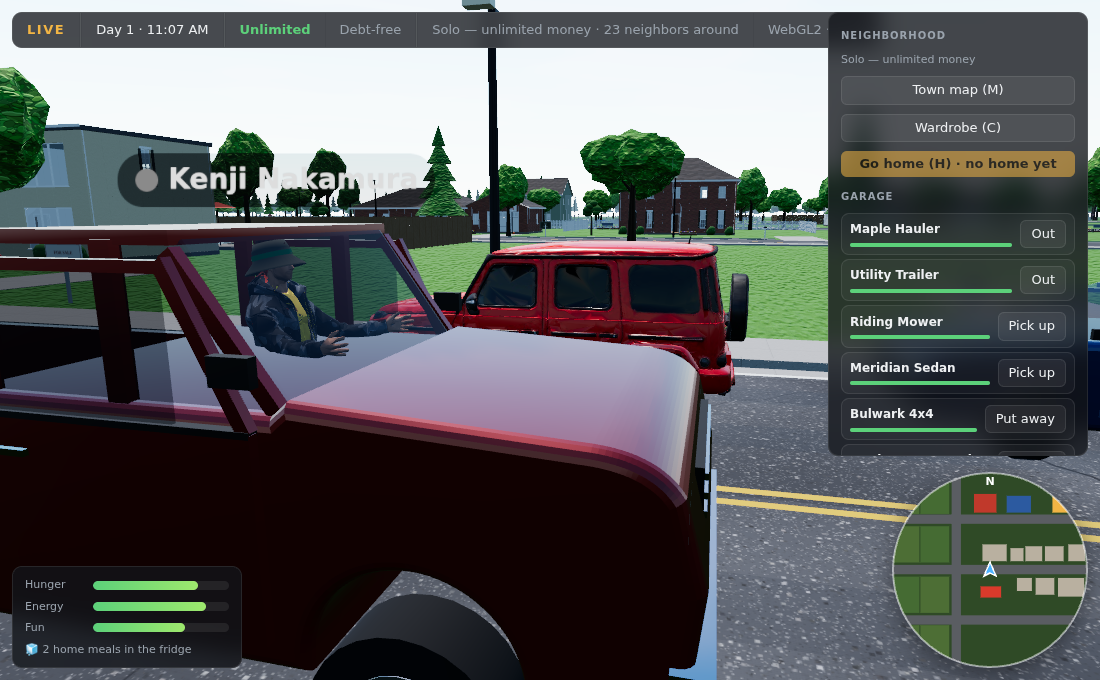 LIVE
Day 1 · 11:07 AM
Unlimited
Debt-free
Solo — unlimited money · 23 neighbors around
WebGL2
NEIGHBORHOOD
Solo — unlimited money
Town map (M)
Wardrobe (C)
Go home (H) · no home yet
GARAGE
Maple Hauler
Out
Utility Trailer
Out
Riding Mower
Pick up
Meridian Sedan
Pick up
Bulwark 4x4
Put away
Kenji Nakamura
N
Hunger
Energy
Fun
2 home meals in the fridge